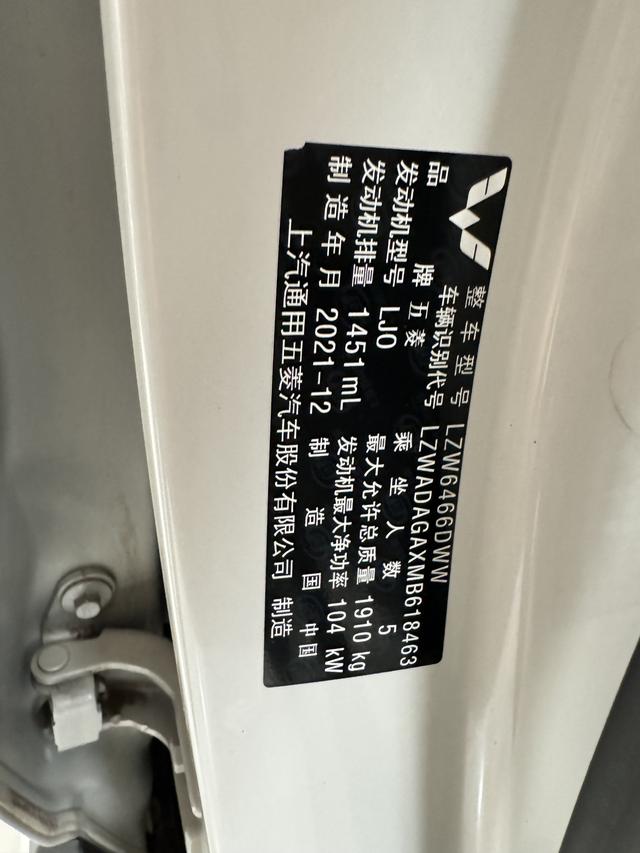 整车型号 LZW6466DWW
车辆识别代号 LZWADAGAXMB618463
品牌 五菱 乘坐人数 5
发动机型号 LJO 最大允许总质量 1910 kg
发动机排量 1451 mL 发动机最大净功率 104 kW
制造年月 2021-12 制造国 中国
上汽通用五菱汽车股份有限公司 制造